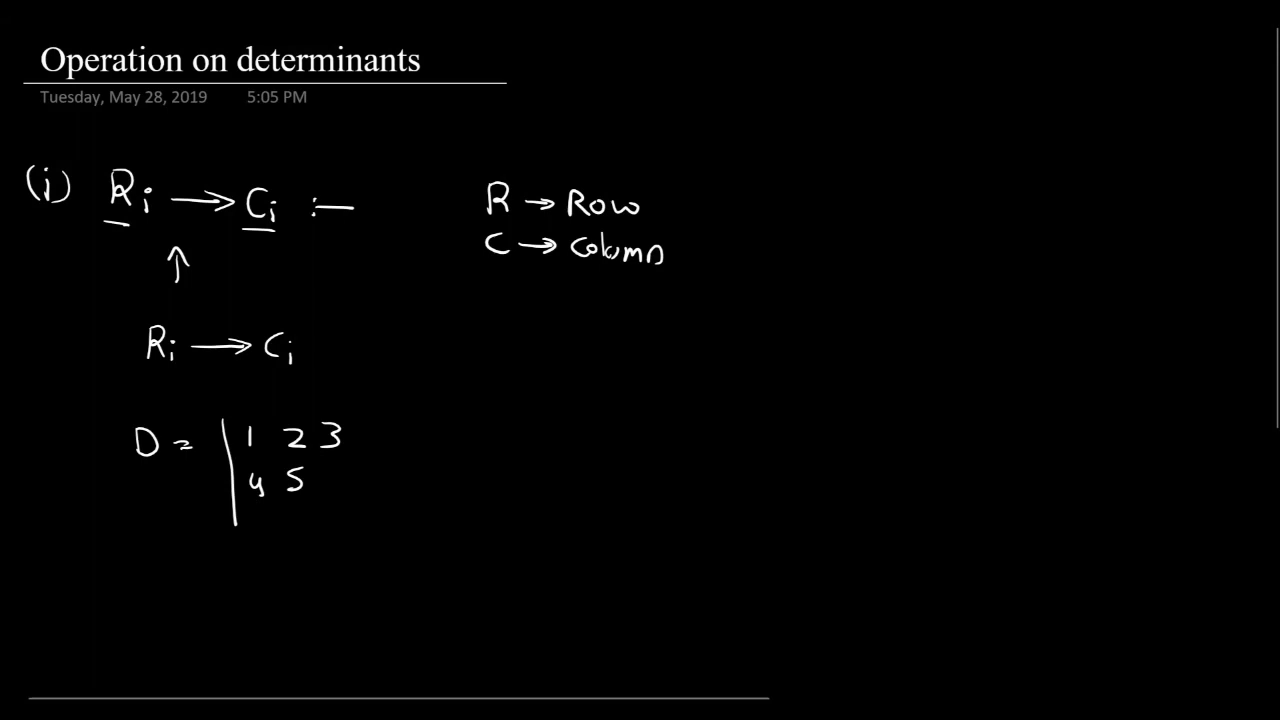 Operation on determinants
Tuesday, May 28, 2019 5:05 PM
(i) Ri → Ci :—
R → Row
C → Column
↑
Ri → Ci
D = | 1 2 3
4 5